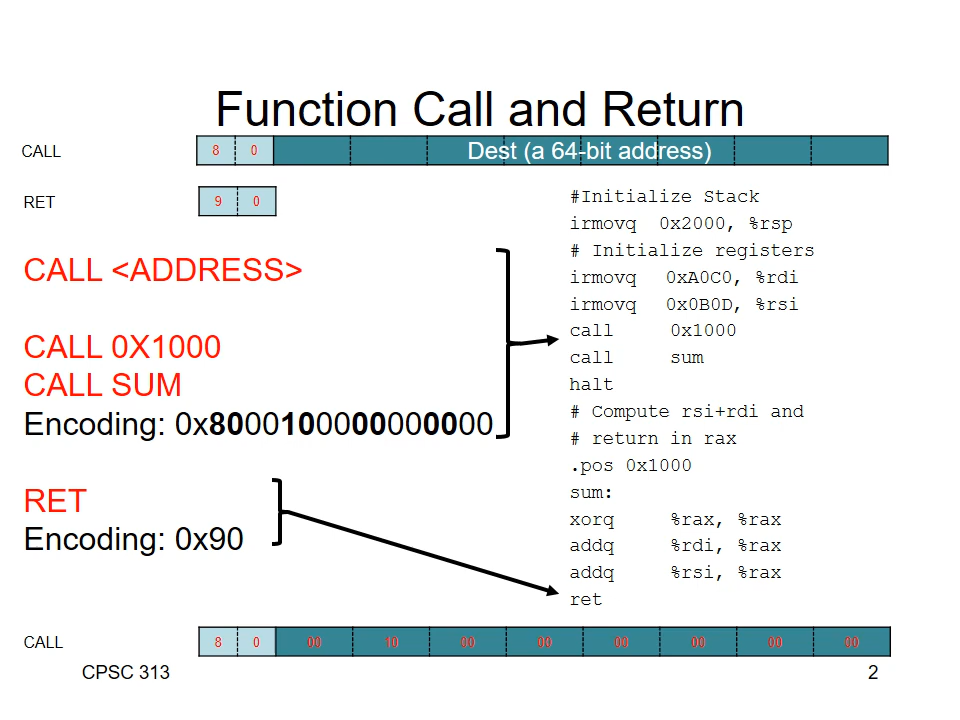 Function Call and Return
CALL 8 0 Dest (a 64-bit address)
RET 9 0
CALL <ADDRESS>
CALL 0X1000
CALL SUM
Encoding: 0x800010000000000000
RET
Encoding: 0x90
#Initialize Stack
irmovq 0x2000, %rsp
# Initialize registers
irmovq 0xA0C0, %rdi
irmovq 0x0B0D, %rsi
call 0x1000
call sum
halt
# Compute rsi+rdi and
# return in rax
.pos 0x1000
sum:
xorq %rax, %rax
addq %rdi, %rax
addq %rsi, %rax
ret
CALL 8 0 00 10 00 00 00 00 00 00
CPSC 313
2